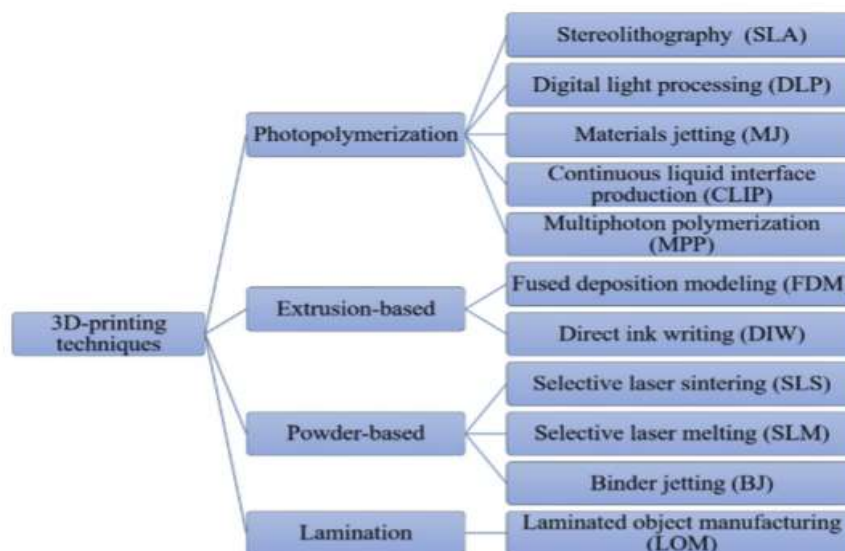 Stereolithography (SLA)
Digital light processing (DLP)
Photopolymerization
Materials jetting (MJ)
Continuous liquid interface
production (CLIP)
Multiphoton polymerization
(MPP)
Fused deposition modeling (FDM
Extrusion-based
3D-printing
techniques
Direct ink writing (DIW)
Selective laser sintering (SLS)
Powder-based
Selective laser melting (SLM)
Binder jetting (BJ)
Lamination
Laminated object manufacturing
(LOM)